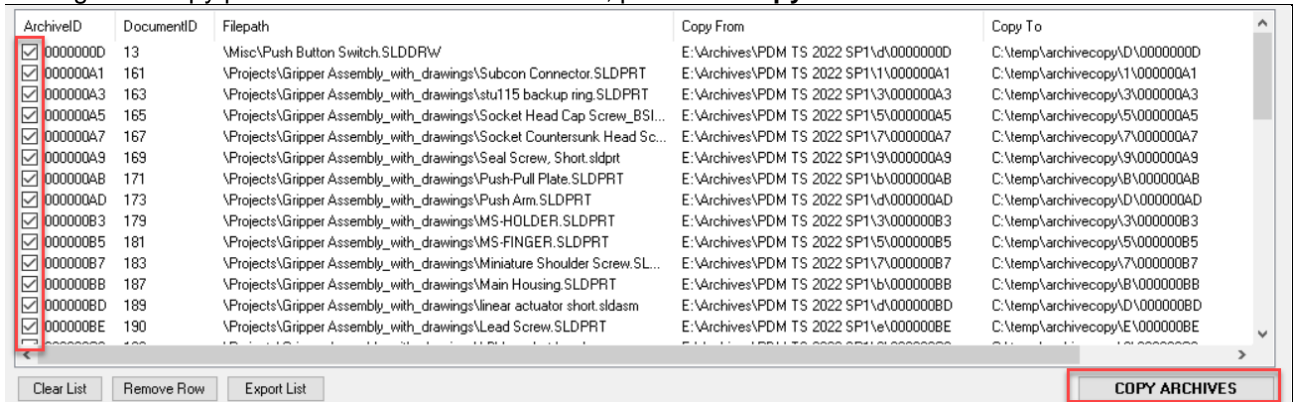 ArchiveID DocumentID Filepath Copy From Copy To
0000000D 13 \Misc\Push Button Switch.SLDDRW E:\Archives\PDM TS 2022 SP1\d\0000000D C:\temp\archivecopy\D\0000000D
000000A1 161 \Projects\Gripper Assembly_with_drawings\Subcon Connector.SLDPRT E:\Archives\PDM TS 2022 SP1\1\000000A1 C:\temp\archivecopy\1\000000A1
000000A3 163 \Projects\Gripper Assembly_with_drawings\stu115 backup ring.SLDPRT E:\Archives\PDM TS 2022 SP1\3\000000A3 C:\temp\archivecopy\3\000000A3
000000A5 165 \Projects\Gripper Assembly_with_drawings\Socket Head Cap Screw_BSI... E:\Archives\PDM TS 2022 SP1\5\000000A5 C:\temp\archivecopy\5\000000A5
000000A7 167 \Projects\Gripper Assembly_with_drawings\Socket Countersunk Head Sc... E:\Archives\PDM TS 2022 SP1\7\000000A7 C:\temp\archivecopy\7\000000A7
000000A9 169 \Projects\Gripper Assembly_with_drawings\Seal Screw, Short.sldprt E:\Archives\PDM TS 2022 SP1\9\000000A9 C:\temp\archivecopy\9\000000A9
000000AB 171 \Projects\Gripper Assembly_with_drawings\Push-Pull Plate.SLDPRT E:\Archives\PDM TS 2022 SP1\b\000000AB C:\temp\archivecopy\B\000000AB
000000AD 173 \Projects\Gripper Assembly_with_drawings\Push Arm.SLDPRT E:\Archives\PDM TS 2022 SP1\d\000000AD C:\temp\archivecopy\D\000000AD
000000B3 179 \Projects\Gripper Assembly_with_drawings\MS-HOLDER.SLDPRT E:\Archives\PDM TS 2022 SP1\3\000000B3 C:\temp\archivecopy\3\000000B3
000000B5 181 \Projects\Gripper Assembly_with_drawings\MS-FINGER.SLDPRT E:\Archives\PDM TS 2022 SP1\5\000000B5 C:\temp\archivecopy\5\000000B5
000000B7 183 \Projects\Gripper Assembly_with_drawings\Miniature Shoulder Screw.SL... E:\Archives\PDM TS 2022 SP1\7\000000B7 C:\temp\archivecopy\7\000000B7
000000BB 187 \Projects\Gripper Assembly_with_drawings\Main Housing.SLDPRT E:\Archives\PDM TS 2022 SP1\b\000000BB C:\temp\archivecopy\B\000000BB
000000BD 189 \Projects\Gripper Assembly_with_drawings\linear actuator short.sldasm E:\Archives\PDM TS 2022 SP1\d\000000BD C:\temp\archivecopy\D\000000BD
000000BE 190 \Projects\Gripper Assembly_with_drawings\Lead Screw.SLDPRT E:\Archives\PDM TS 2022 SP1\e\000000BE C:\temp\archivecopy\E\000000BE
Clear List Remove Row Export List COPY ARCHIVES